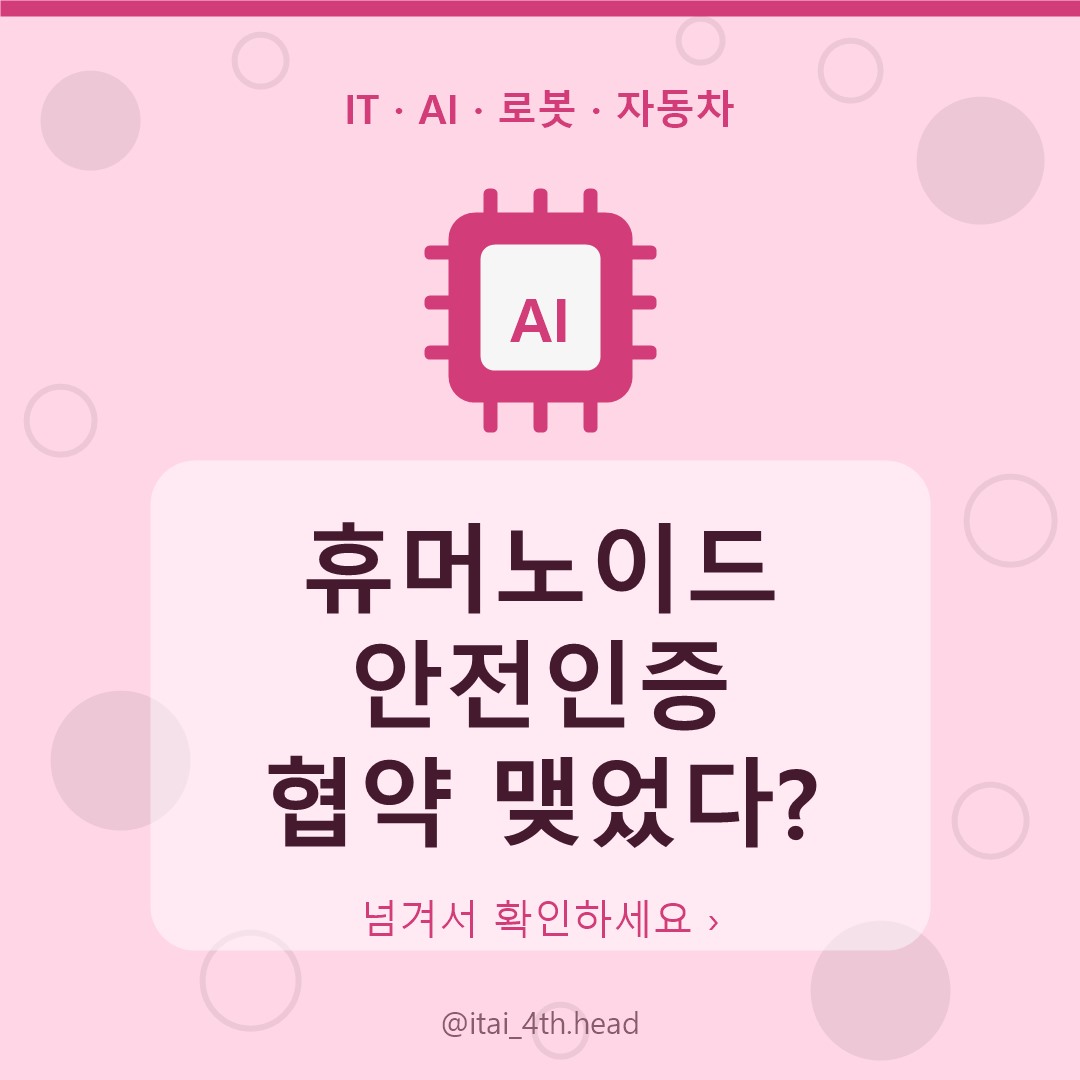 IT · AI · 로봇 · 자동차
AI
휴머노이드
안전인증
협약 맺었다?
넘겨서 확인하세요 ›
@itai_4th.head